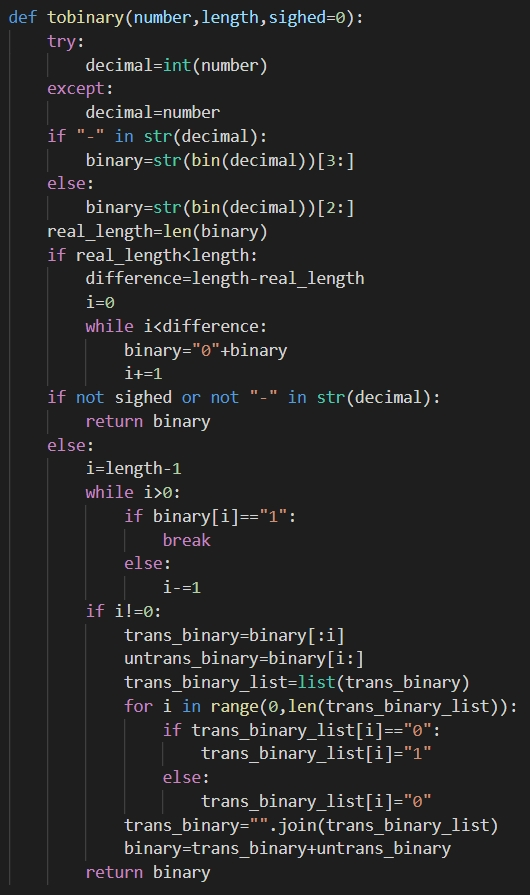 def tobinary(number,length,sighed=0):
    try:
        decimal=int(number)
    except:
        decimal=number
    if "-" in str(decimal):
        binary=str(bin(decimal))[3:]
    else:
        binary=str(bin(decimal))[2:]
    real_length=len(binary)
    if real_length<length:
        difference=length-real_length
        i=0
        while i<difference:
            binary="0"+binary
            i+=1
    if not sighed or not "-" in str(decimal):
        return binary
    else:
        i=length-1
        while i>0:
            if binary[i]=="1":
                break
            else:
                i-=1
        if i!=0:
            trans_binary=binary[:i]
            untrans_binary=binary[i:]
            trans_binary_list=list(trans_binary)
            for i in range(0,len(trans_binary_list)):
                if trans_binary_list[i]=="0":
                    trans_binary_list[i]="1"
                else:
                    trans_binary_list[i]="0"
            trans_binary="".join(trans_binary_list)
            binary=trans_binary+untrans_binary
        return binary